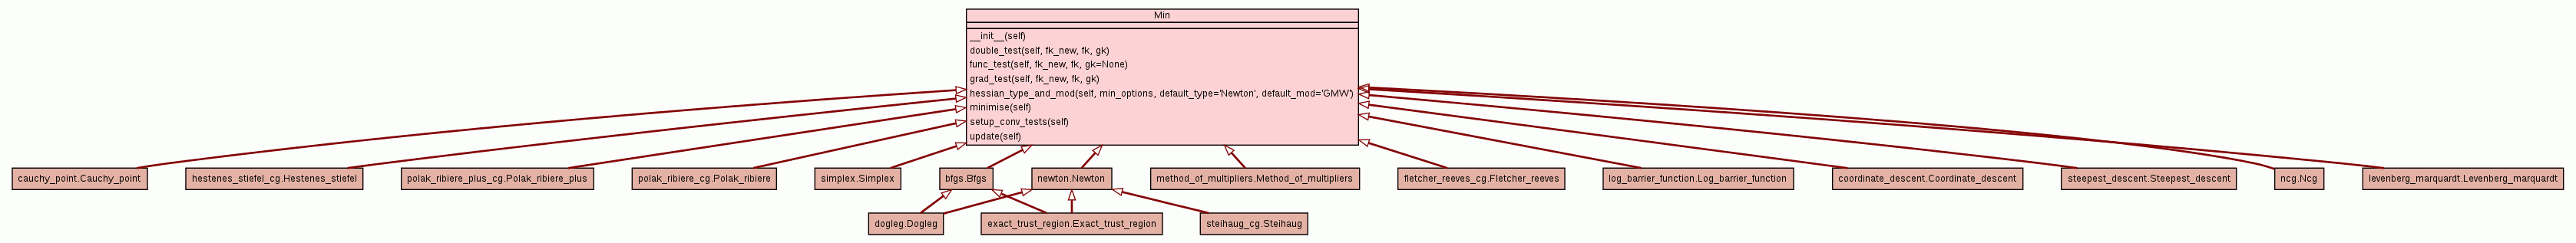 Min
__init__(self)
double_test(self, fk_new, fk, gk)
func_test(self, fk_new, fk, gk=None)
grad_test(self, fk_new, fk, gk)
hessian_type_and_mod(self, min_options, default_type='Newton', default_mod='GMW')
minimise(self)
setup_conv_tests(self)
update(self)
cauchy_point.Cauchy_point
hestenes_stiefel_cg.Hestenes_stiefel
polak_ribiere_plus_cg.Polak_ribiere_plus
polak_ribiere_cg.Polak_ribiere
simplex.Simplex
bfgs.Bfgs
newton.Newton
method_of_multipliers.Method_of_multipliers
fletcher_reeves_cg.Fletcher_reeves
log_barrier_function.Log_barrier_function
coordinate_descent.Coordinate_descent
steepest_descent.Steepest_descent
ncg.Ncg
levenberg_marquardt.Levenberg_marquardt
dogleg.Dogleg
exact_trust_region.Exact_trust_region
steihaug_cg.Steihaug